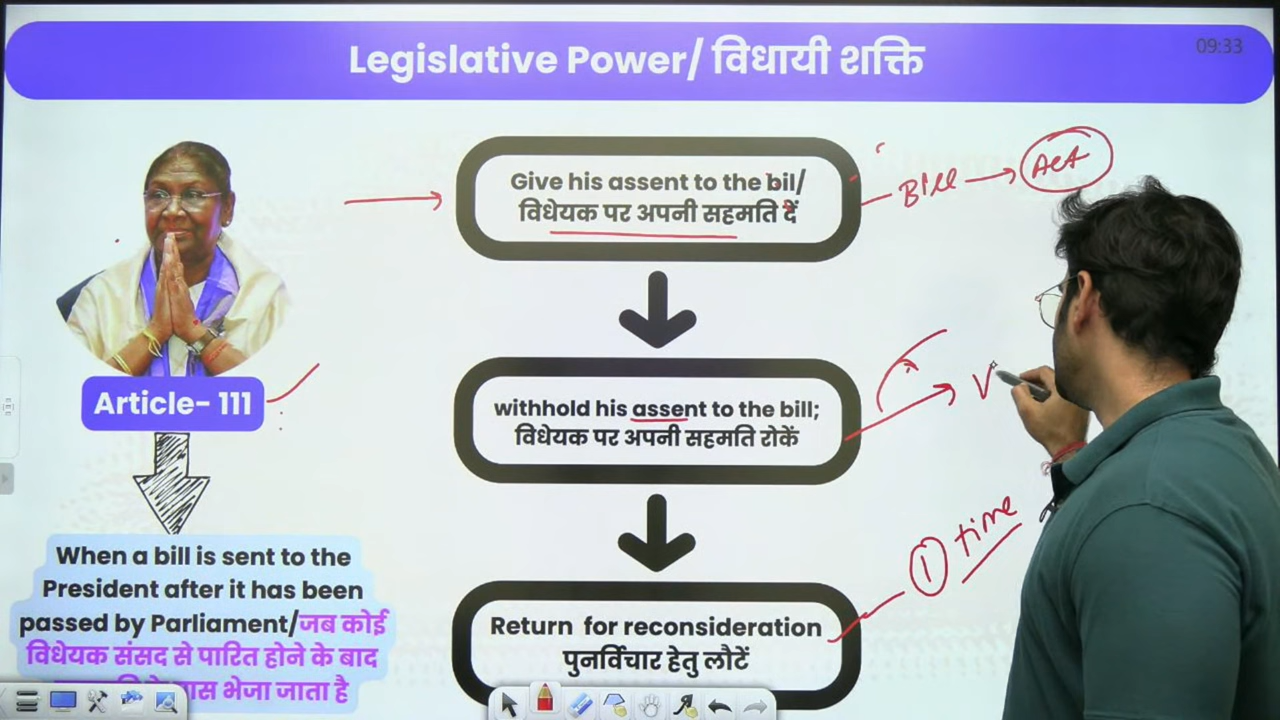 Legislative Power/ विधायी शक्ति
09:33
Give his assent to the bil/
विधेयक पर अपनी सहमति दें
Bill → Act
Article- 111
withhold his assent to the bill;
विधेयक पर अपनी सहमति रोकें
V
When a bill is sent to the
President after it has been
passed by Parliament/जब कोई
विधेयक संसद से पारित होने के बाद
पास भेजा जाता है
Return for reconsideration
पुनर्विचार हेतु लौटें
① time